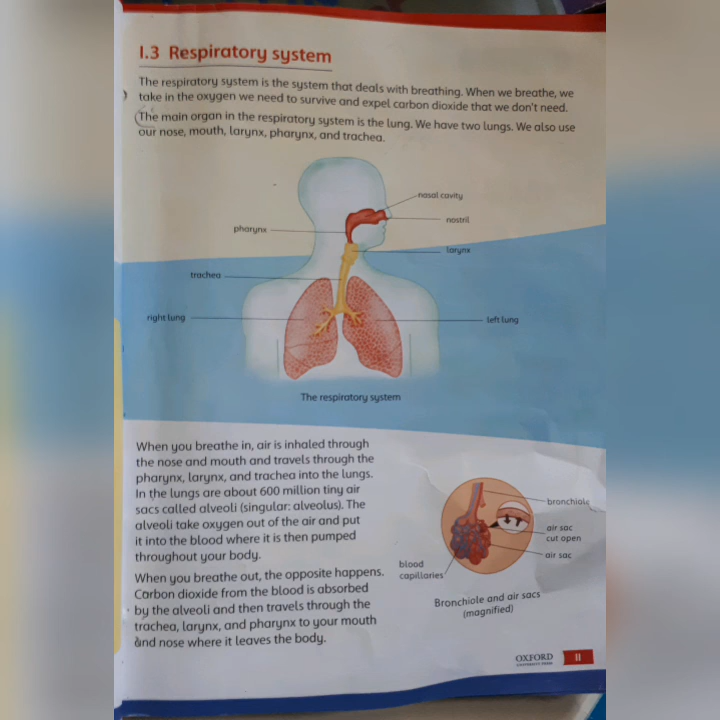 1.3 Respiratory system
The respiratory system is the system that deals with breathing. When we breathe, we
take in the oxygen we need to survive and expel carbon dioxide that we don't need.
The main organ in the respiratory system is the lung. We have two lungs. We also use
our nose, mouth, larynx, pharynx, and trachea.
nasal cavity
nostril
pharynx
larynx
trachea
right lung
left lung
The respiratory system
When you breathe in, air is inhaled through
the nose and mouth and travels through the
pharynx, larynx, and trachea into the lungs.
In the lungs are about 600 million tiny air
sacs called alveoli (singular: alveolus). The
alveoli take oxygen out of the air and put
it into the blood where it is then pumped
throughout your body.
When you breathe out, the opposite happens.
Carbon dioxide from the blood is absorbed
by the alveoli and then travels through the
trachea, larynx, and pharynx to your mouth
and nose where it leaves the body.
bronchiole
air sac
cut open
air sac
blood
capillaries
Bronchiole and air sacs
(magnified)
OXFORD
UNIVERSITY PRESS
11